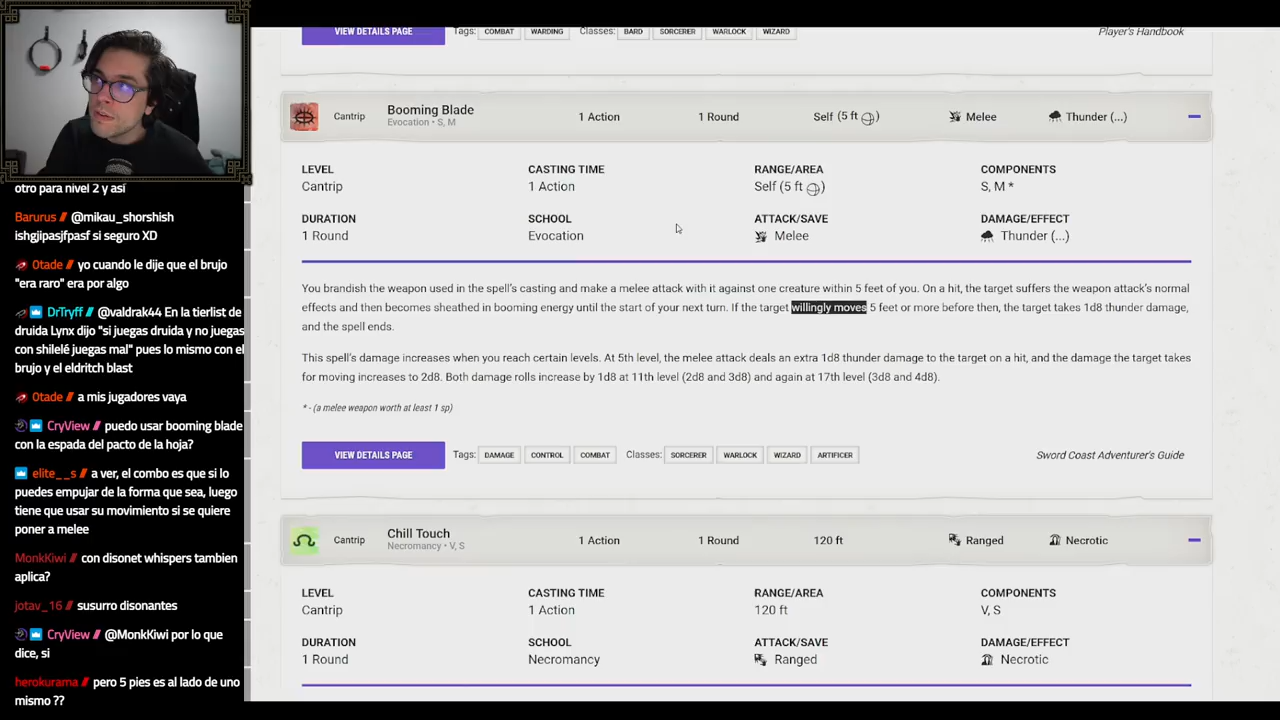 VIEW DETAILS PAGE
Tags: COMBAT WARDING Classes: BARD SORCERER WARLOCK WIZARD
Player's Handbook
Cantrip
Booming Blade
Evocation • S, M
1 Action
1 Round
Self (5 ft )
Melee
Thunder (...)
LEVEL
Cantrip
CASTING TIME
1 Action
RANGE/AREA
Self (5 ft )
COMPONENTS
S, M *
DURATION
1 Round
SCHOOL
Evocation
ATTACK/SAVE
Melee
DAMAGE/EFFECT
Thunder (...)
You brandish the weapon used in the spell's casting and make a melee attack with it against one creature within 5 feet of you. On a hit, the target suffers the weapon attack's normal
effects and then becomes sheathed in booming energy until the start of your next turn. If the target willingly moves 5 feet or more before then, the target takes 1d8 thunder damage,
and the spell ends.
This spell's damage increases when you reach certain levels. At 5th level, the melee attack deals an extra 1d8 thunder damage to the target on a hit, and the damage the target takes
for moving increases to 2d8. Both damage rolls increase by 1d8 at 11th level (2d8 and 3d8) and again at 17th level (3d8 and 4d8).
* - (a melee weapon worth at least 1 sp)
VIEW DETAILS PAGE
Tags: DAMAGE CONTROL COMBAT Classes: SORCERER WARLOCK WIZARD ARTIFICER
Sword Coast Adventurer's Guide
Cantrip
Chill Touch
Necromancy • V, S
1 Action
1 Round
120 ft
Ranged
Necrotic
LEVEL
Cantrip
CASTING TIME
1 Action
RANGE/AREA
120 ft
COMPONENTS
V, S
DURATION
1 Round
SCHOOL
Necromancy
ATTACK/SAVE
Ranged
DAMAGE/EFFECT
Necrotic
otro para nivel 2 y así
Barurus // @mikau_shorshish
ishgjipasjfpasf si seguro XD
0tade // yo cuando le dije que el brujo
"era raro" era por algo
DrTryff // @valdrak44 En la tierlist de
druida Lynx dijo "si juegas druida y no juegas
con shilelé juegas mal" pues lo mismo con el
brujo y el eldritch blast
0tade // a mis jugadores vaya
CryView // puedo usar booming blade
con la espada del pacto de la hoja?
elite__s // a ver, el combo es que si lo
puedes empujar de la forma que sea, luego
tiene que usar su movimiento si se quiere
poner a melee
MonkKiwi // con disonet whispers tambien
aplica?
jotav_16 // susurro disonantes
CryView // @MonkKiwi por lo que
dice, si
herokurama // pero 5 pies es al lado de uno
mismo ??